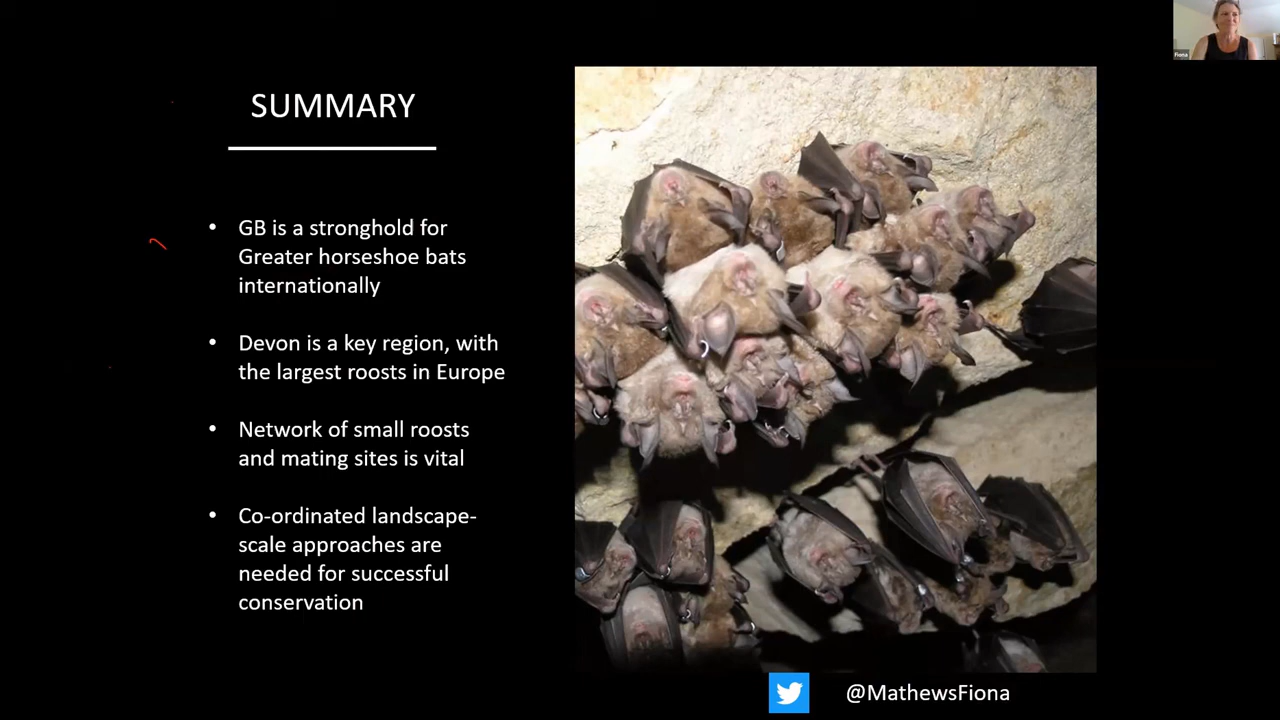 Fiona
SUMMARY
• GB is a stronghold for
Greater horseshoe bats
internationally
• Devon is a key region, with
the largest roosts in Europe
• Network of small roosts
and mating sites is vital
• Co-ordinated landscape-
scale approaches are
needed for successful
conservation
@MathewsFiona